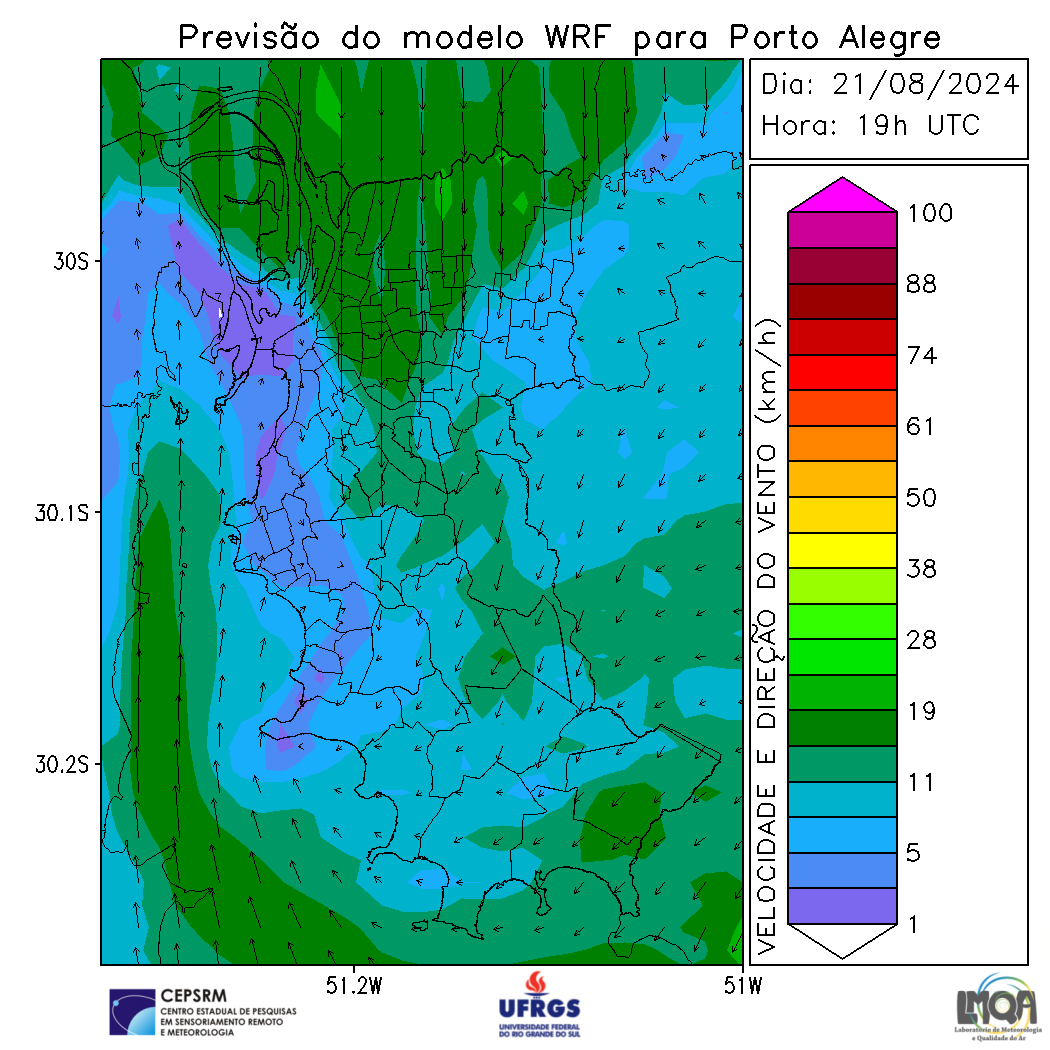 Previsão do modelo WRF para Porto Alegre
Dia: 21/08/2024
Hora: 19h UTC
30S
30.1S
30.2S
51.2W
51W
VELOCIDADE E DIREÇÃO DO VENTO (km/h)
100
88
74
61
50
38
28
19
11
5
1
CEPSRM
CENTRO ESTADUAL DE PESQUISAS
EM SENSORIAMENTO REMOTO
E METEOROLOGIA
UFRGS
UNIVERSIDADE FEDERAL
DO RIO GRANDE DO SUL
LMQA
Laboratório de Meteorologia
e Qualidade do Ar